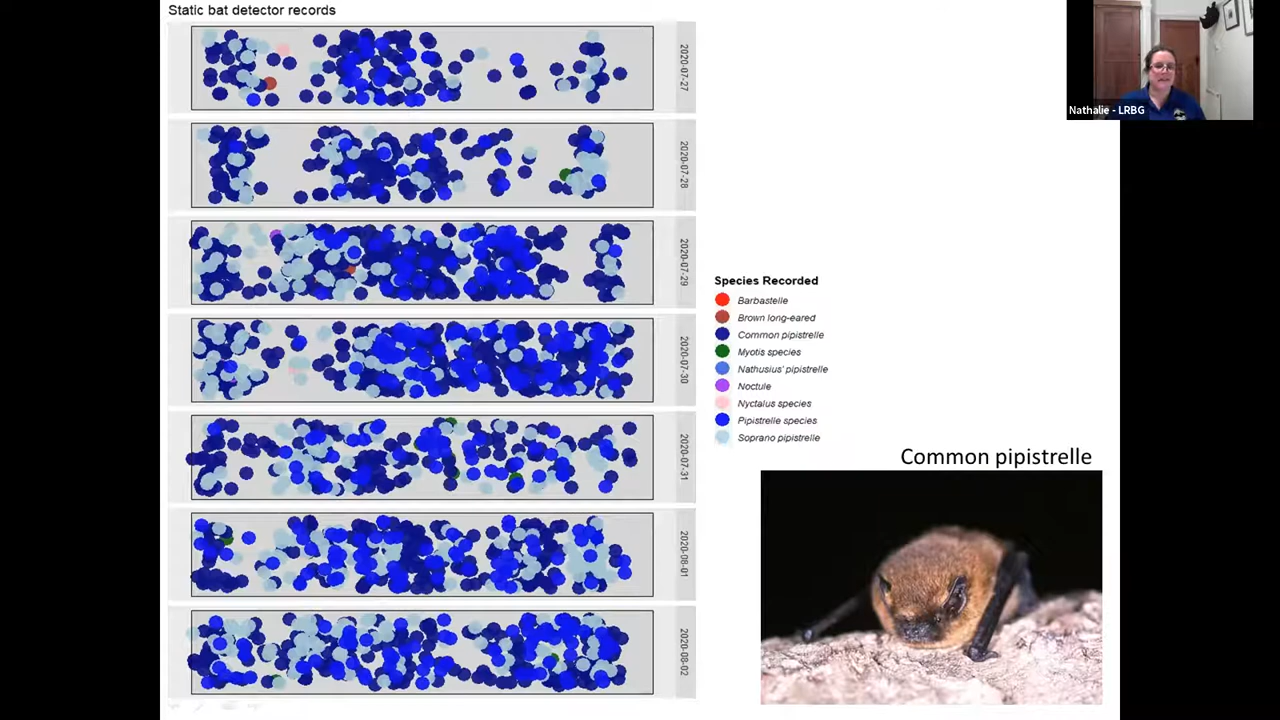 Static bat detector records
2020-07-27
2020-07-28
2020-07-29
2020-07-30
2020-07-31
2020-08-01
2020-08-02
Species Recorded
Barbastelle
Brown long-eared
Common pipistrelle
Myotis species
Nathusius' pipistrelle
Noctule
Nyctalus species
Pipistrelle species
Soprano pipistrelle
Common pipistrelle
Nathalie - LRBG